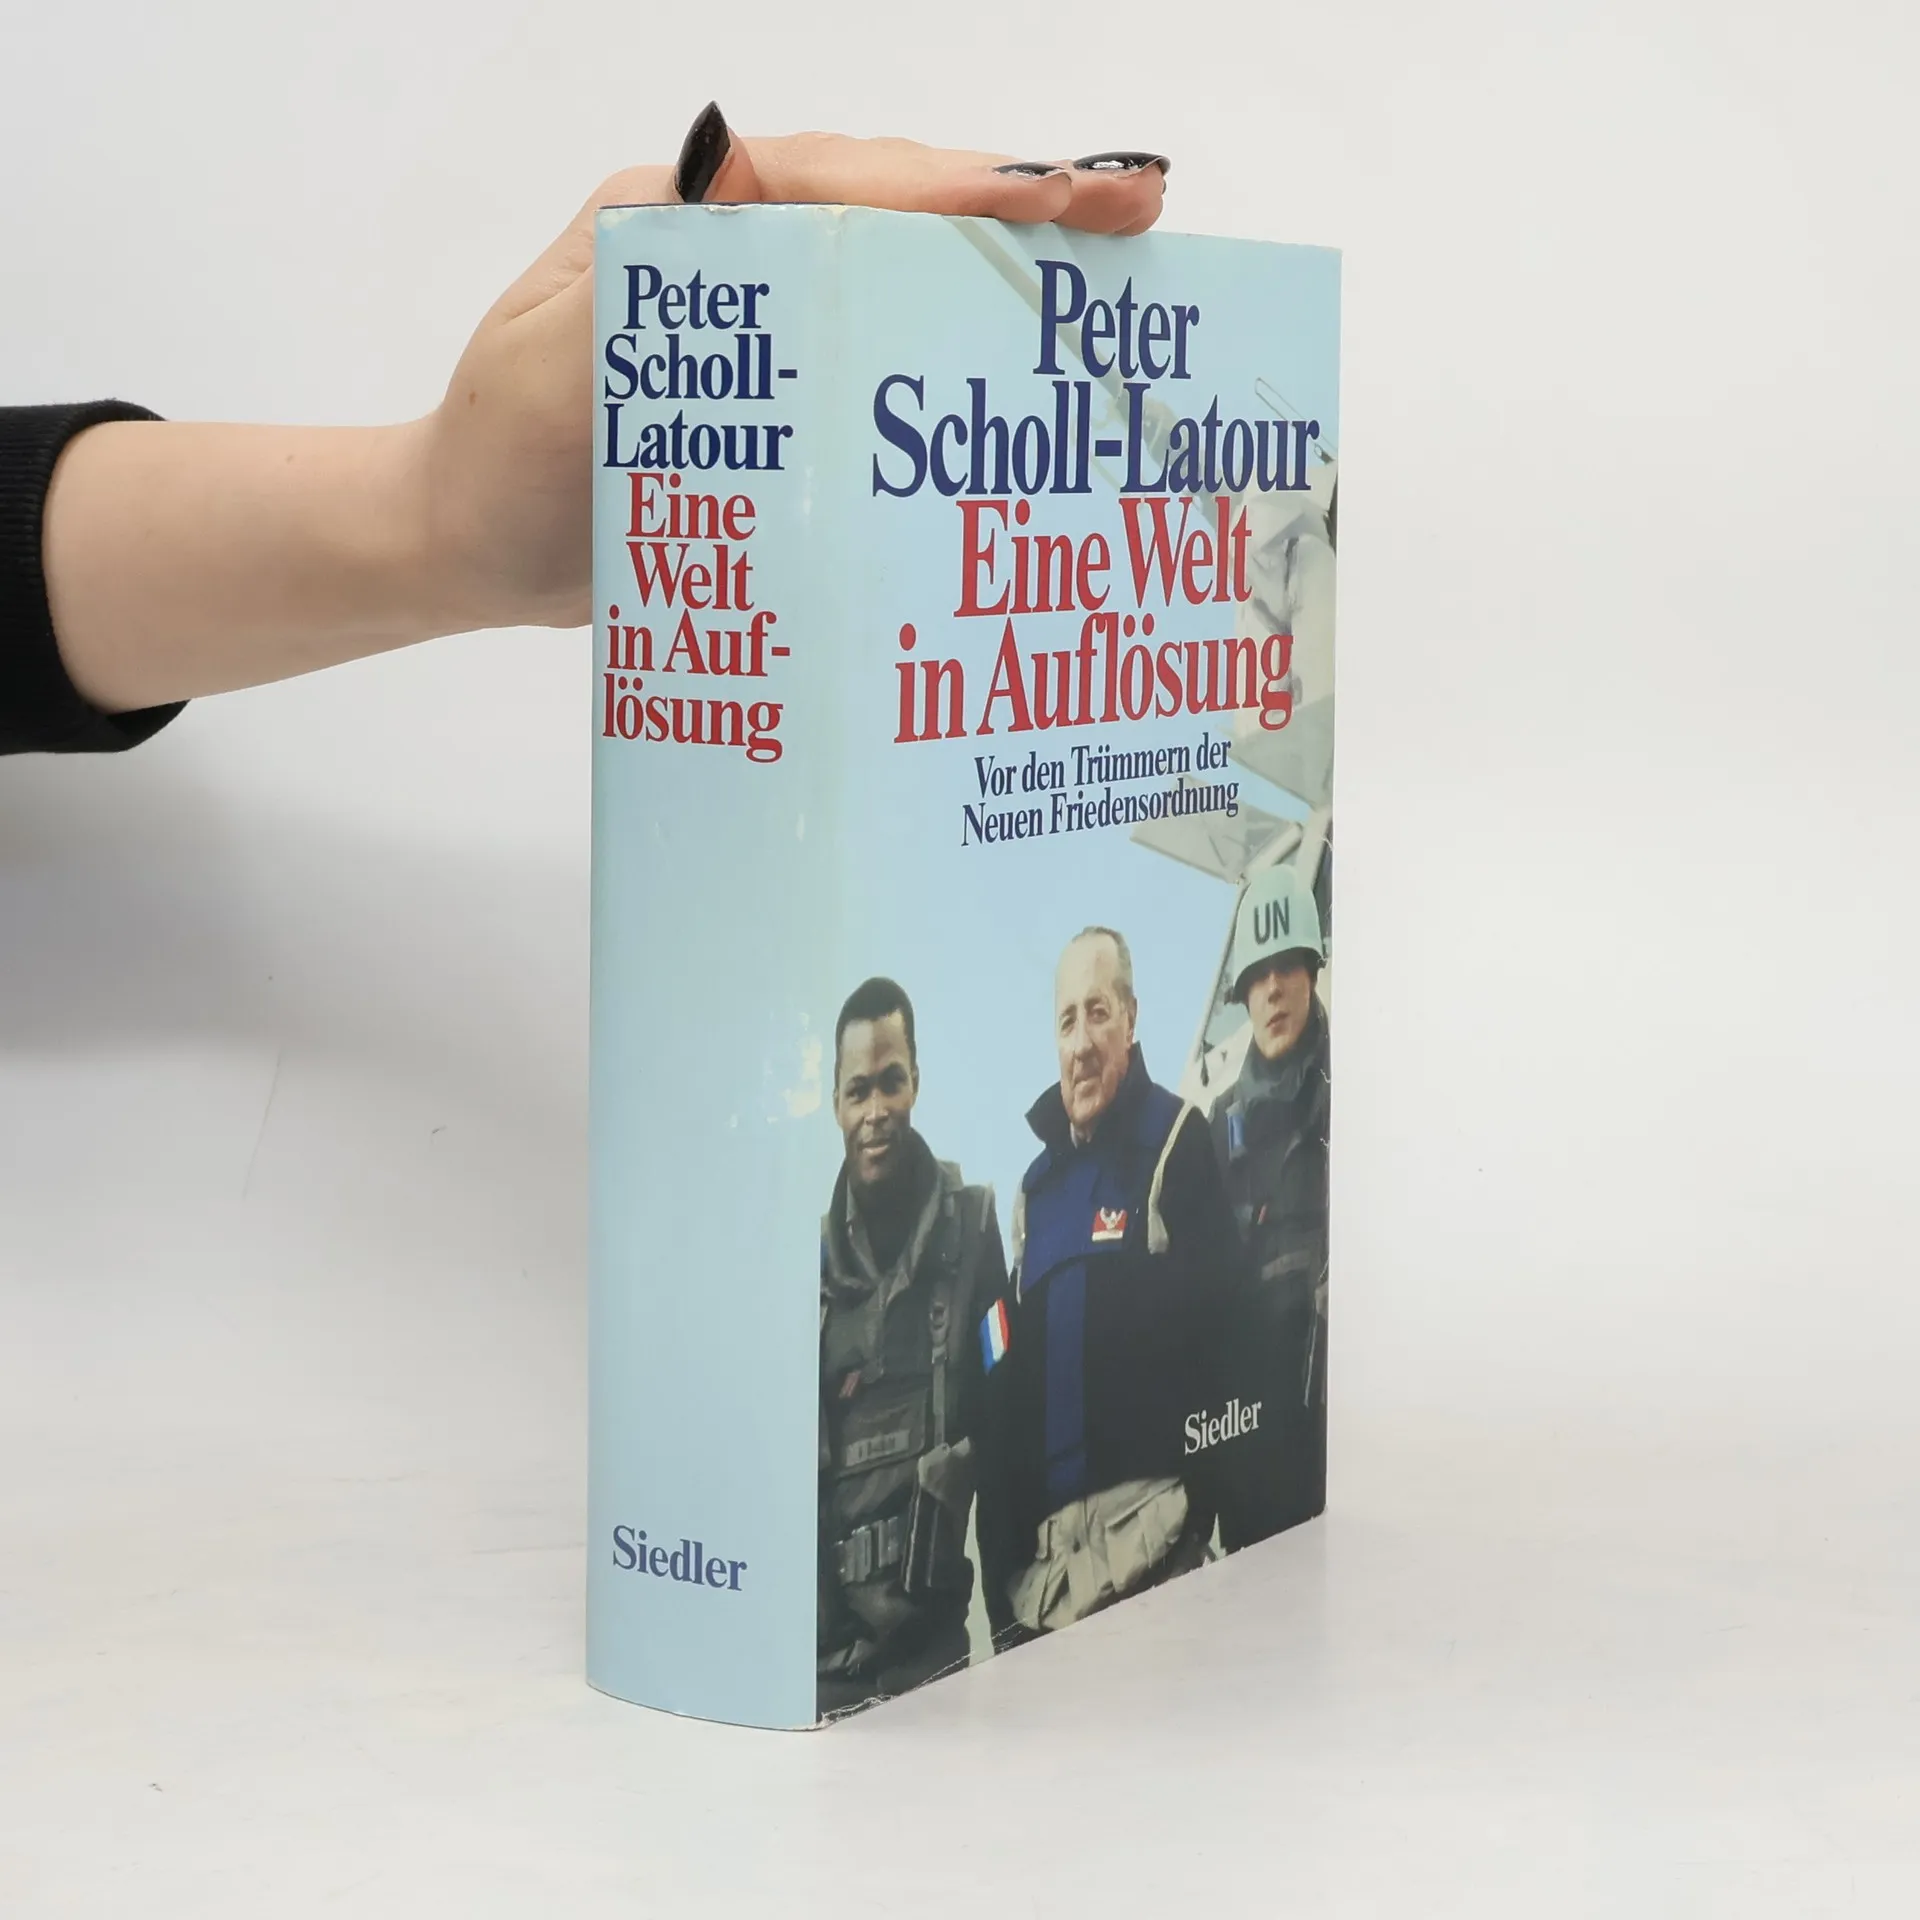 Peter
Scholl-
Latour
Eine
Welt
in Auf-
lösung
Siedler
Peter
Scholl-Latour
Eine Welt
in Auflösung
Vor den Trümmern der
Neuen Friedensordnung
UN
Siedler